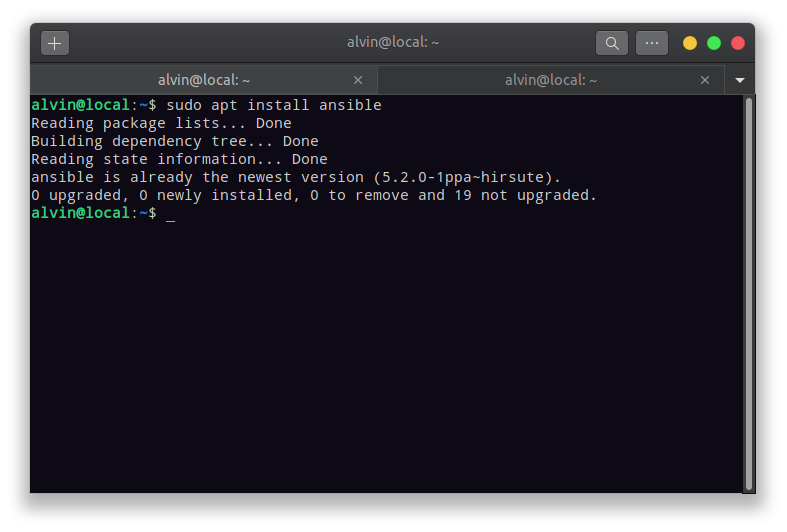 alvin@local: ~
alvin@local: ~
alvin@local: ~
alvin@local:~$ sudo apt install ansible
Reading package lists... Done
Building dependency tree... Done
Reading state information... Done
ansible is already the newest version (5.2.0-1ppa~hirsute).
0 upgraded, 0 newly installed, 0 to remove and 19 not upgraded.
alvin@local:~$ _